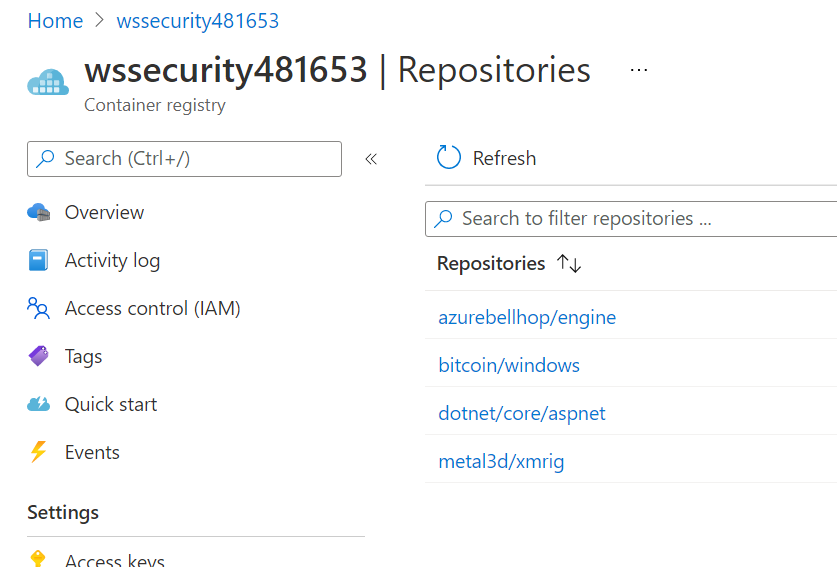 Home > wssecurity481653
wssecurity481653 | Repositories ...
Container registry
Search (Ctrl+/) «
Refresh
Overview
Search to filter repositories ...
Activity log
Repositories ↑↓
Access control (IAM)
azurebellhop/engine
Tags
bitcoin/windows
Quick start
dotnet/core/aspnet
Events
metal3d/xmrig
Settings
Access keys